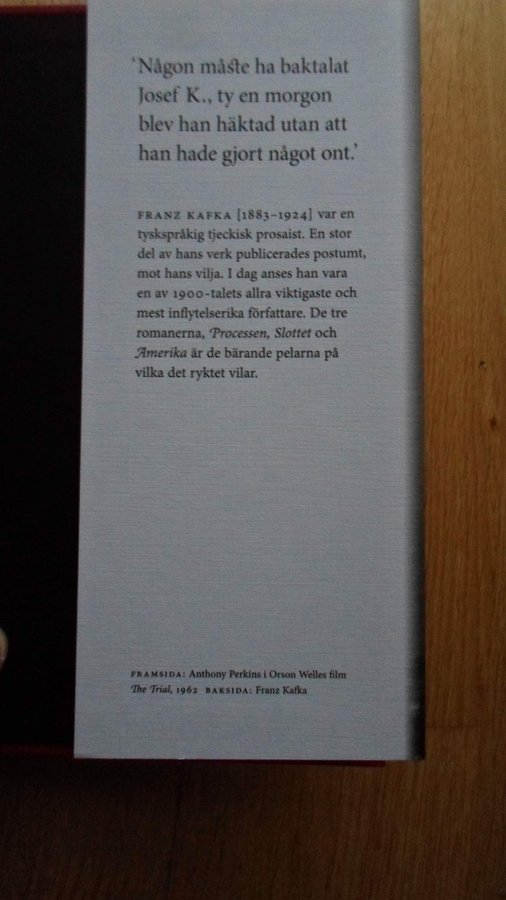 ‘Någon måste ha baktalat
Josef K., ty en morgon
blev han häktad utan att
han hade gjort något ont.’
FRANZ KAFKA [1883–1924] var en
tyskspråkig tjeckisk prosaist. En stor
del av hans verk publicerades postumt,
mot hans vilja. I dag anses han vara
en av 1900-talets allra viktigaste och
mest inflytelserika författare. De tre
romanerna, Processen, Slottet och
Amerika är de bärande pelarna på
vilka det ryktet vilar.
FRAMSIDA: Anthony Perkins i Orson Welles film
The Trial, 1962 BAKSIDA: Franz Kafka